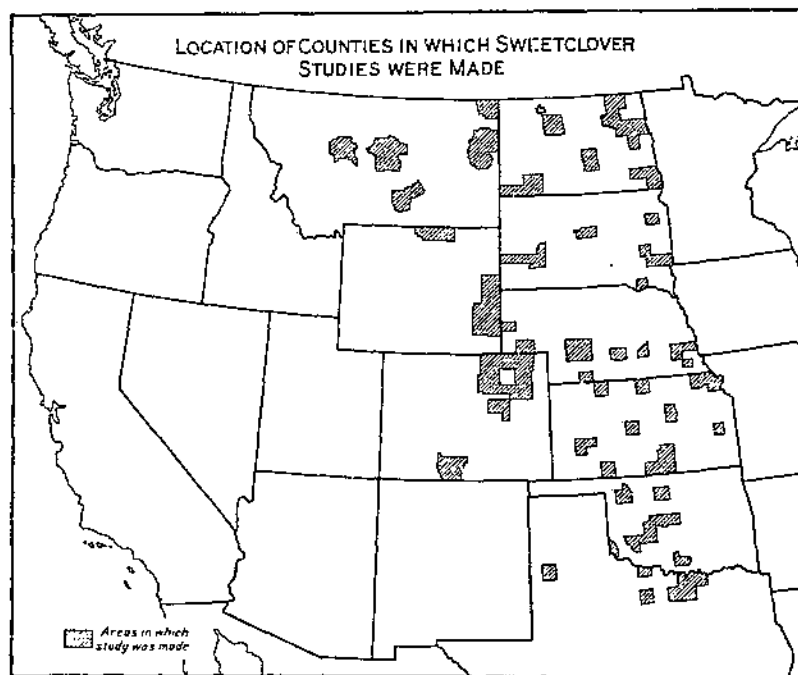 LOCATION OF COUNTIES IN WHICH SWEETCLOVER
STUDIES WERE MADE
Areas in which
study was made